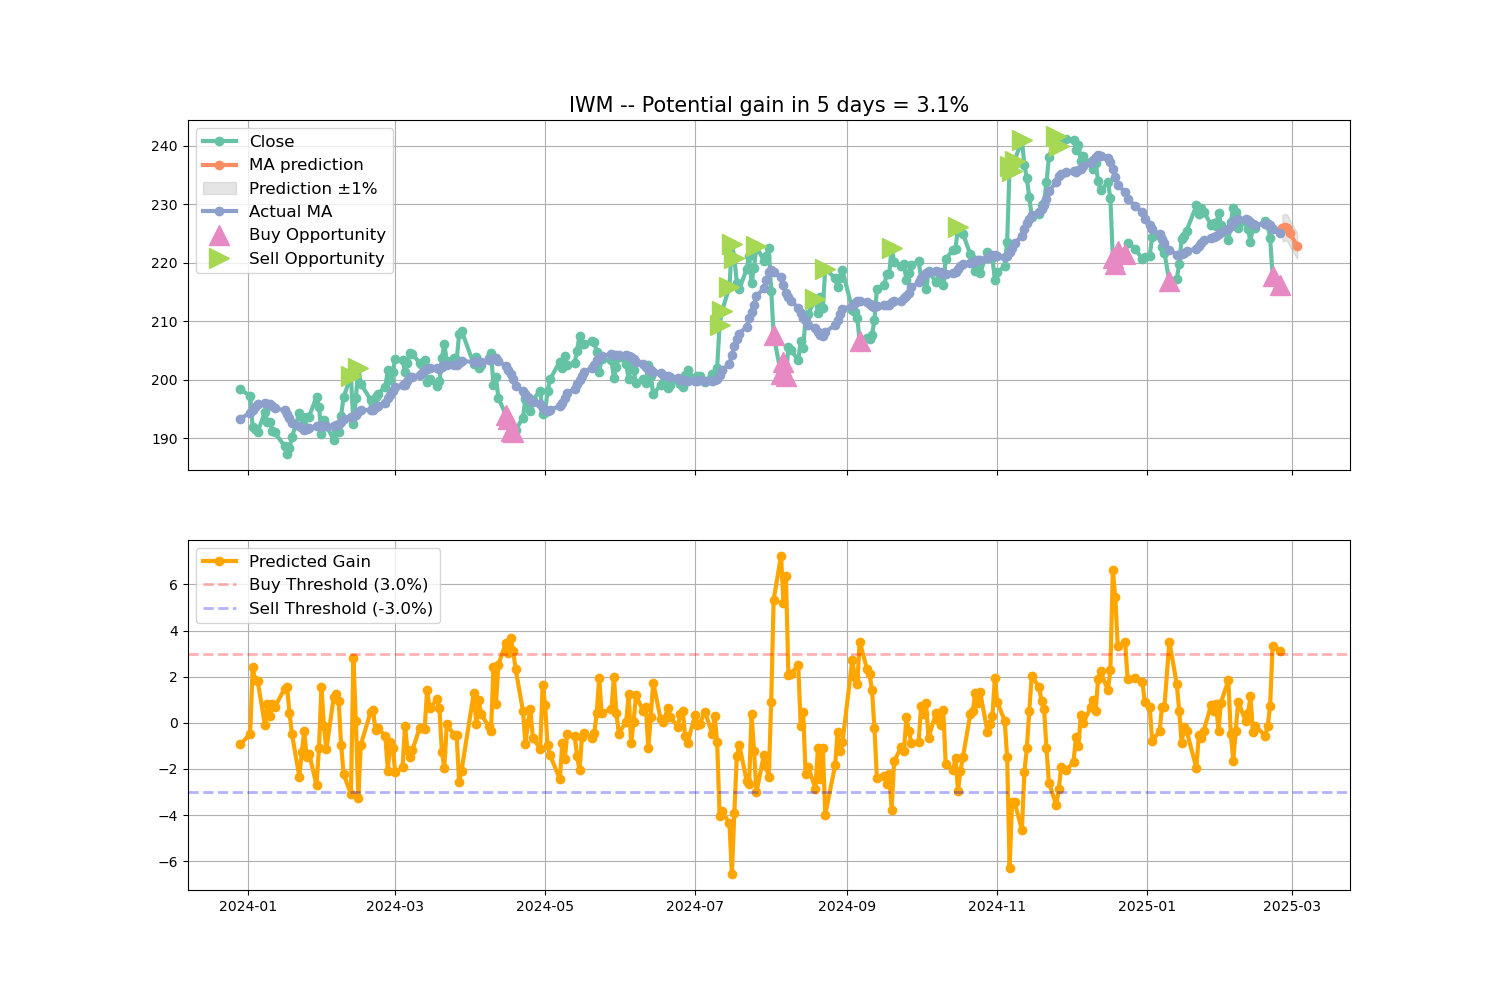 IWM -- Potential gain in 5 days = 3.1%
240
230
220
210
200
190
Close
MA prediction
Prediction ±1%
Actual MA
Buy Opportunity
Sell Opportunity
6
4
2
0
−2
−4
−6
Predicted Gain
Buy Threshold (3.0%)
Sell Threshold (-3.0%)
2024-01 2024-03 2024-05 2024-07 2024-09 2024-11 2025-01 2025-03